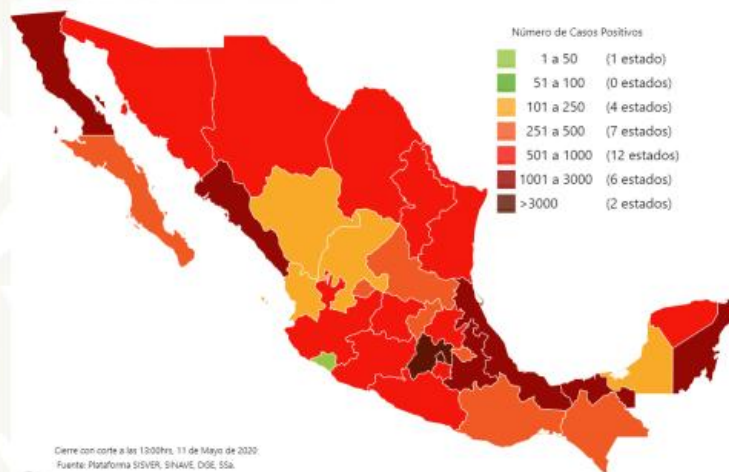 Número de Casos Positivos
1 a 50 (1 estado)
51 a 100 (0 estados)
101 a 250 (4 estados)
251 a 500 (7 estados)
501 a 1000 (12 estados)
1001 a 3000 (6 estados)
>3000 (2 estados)
Cierre con corte a las 13:00hrs, 11 de Mayo de 2020
Fuente: Plataforma SISVER, SINAVE, DGE, SSa.